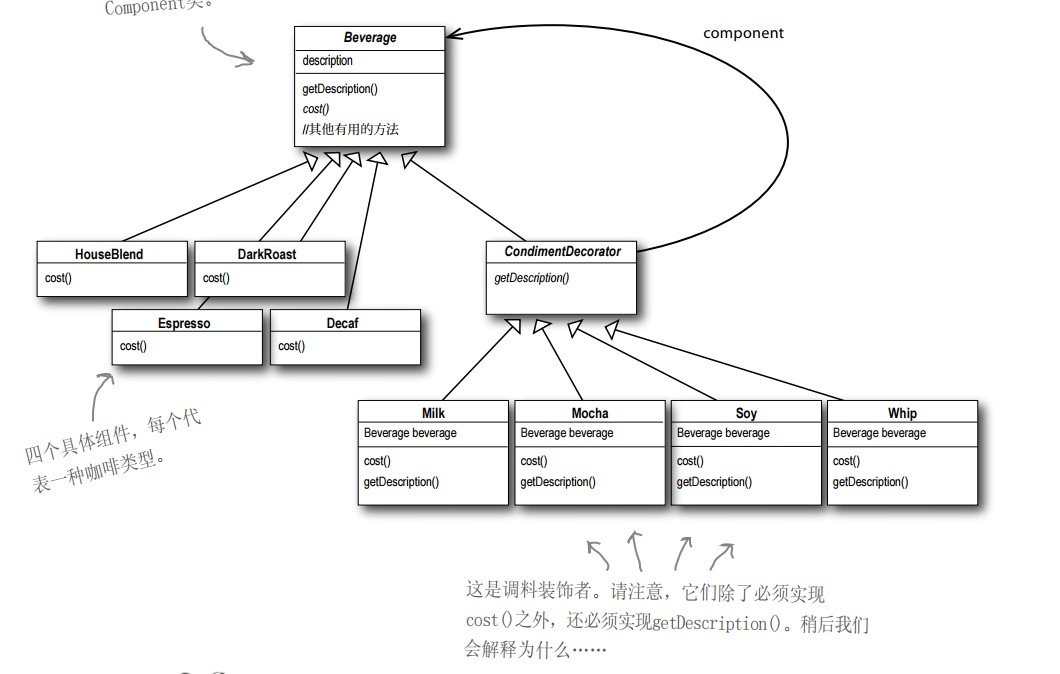 Component类。
component
Beverage
description
getDescription()
cost()
//其他有用的方法
HouseBlend
cost()
DarkRoast
cost()
Espresso
cost()
Decaf
cost()
CondimentDecorator
getDescription()
四个具体组件，每个代
表一种咖啡类型。
Milk
Beverage beverage
cost()
getDescription()
Mocha
Beverage beverage
cost()
getDescription()
Soy
Beverage beverage
cost()
getDescription()
Whip
Beverage beverage
cost()
getDescription()
这是调料装饰者。请注意，它们除了必须实现
cost()之外，还必须实现getDescription()。稍后我们
会解释为什么……